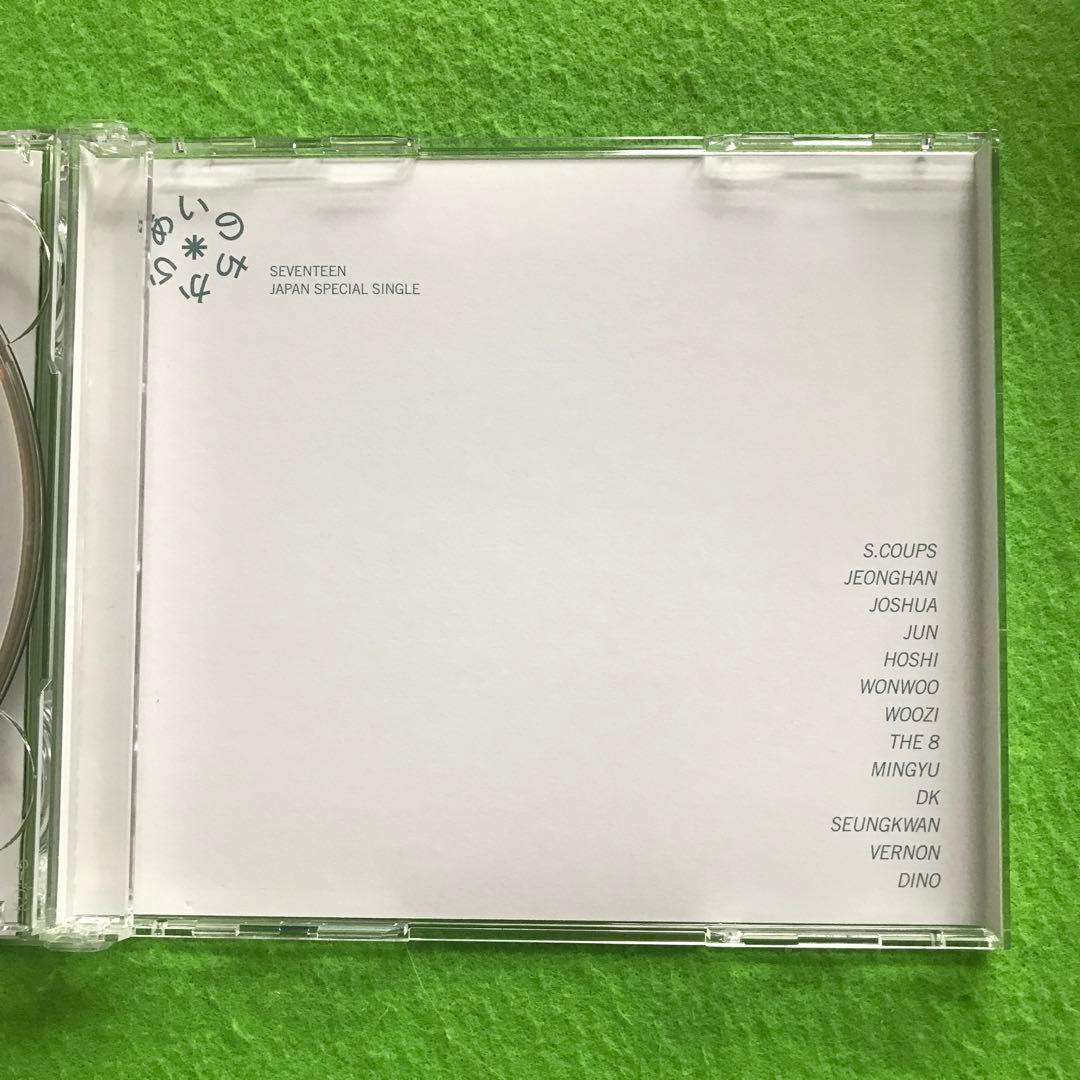 あいのちから
SEVENTEEN
JAPAN SPECIAL SINGLE
S.COUPS
JEONGHAN
JOSHUA
JUN
HOSHI
WONWOO
WOOZI
THE 8
MINGYU
DK
SEUNGKWAN
VERNON
DINO